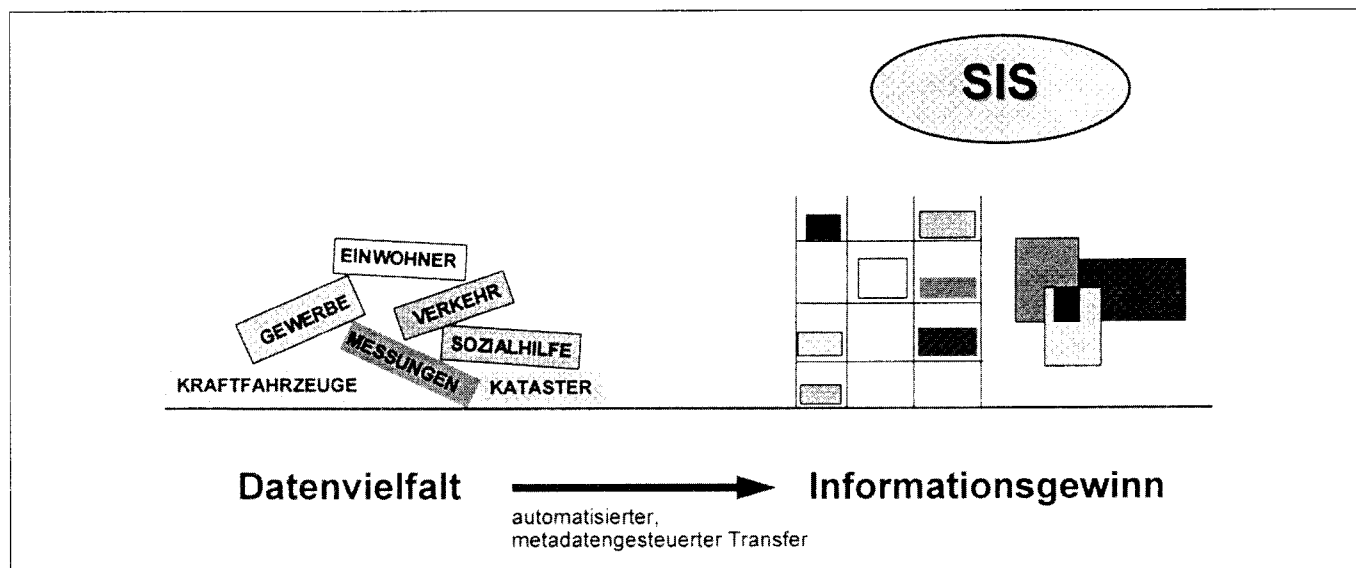 SIS
EINWOHNER
GEWERBE
VERKEHR
MESSUNGEN
SOZIALHILFE
KRAFTFAHRZEUGE
KATASTER
Datenvielfalt
Informationsgewinn
automatisierter,
metadatengesteuerter Transfer